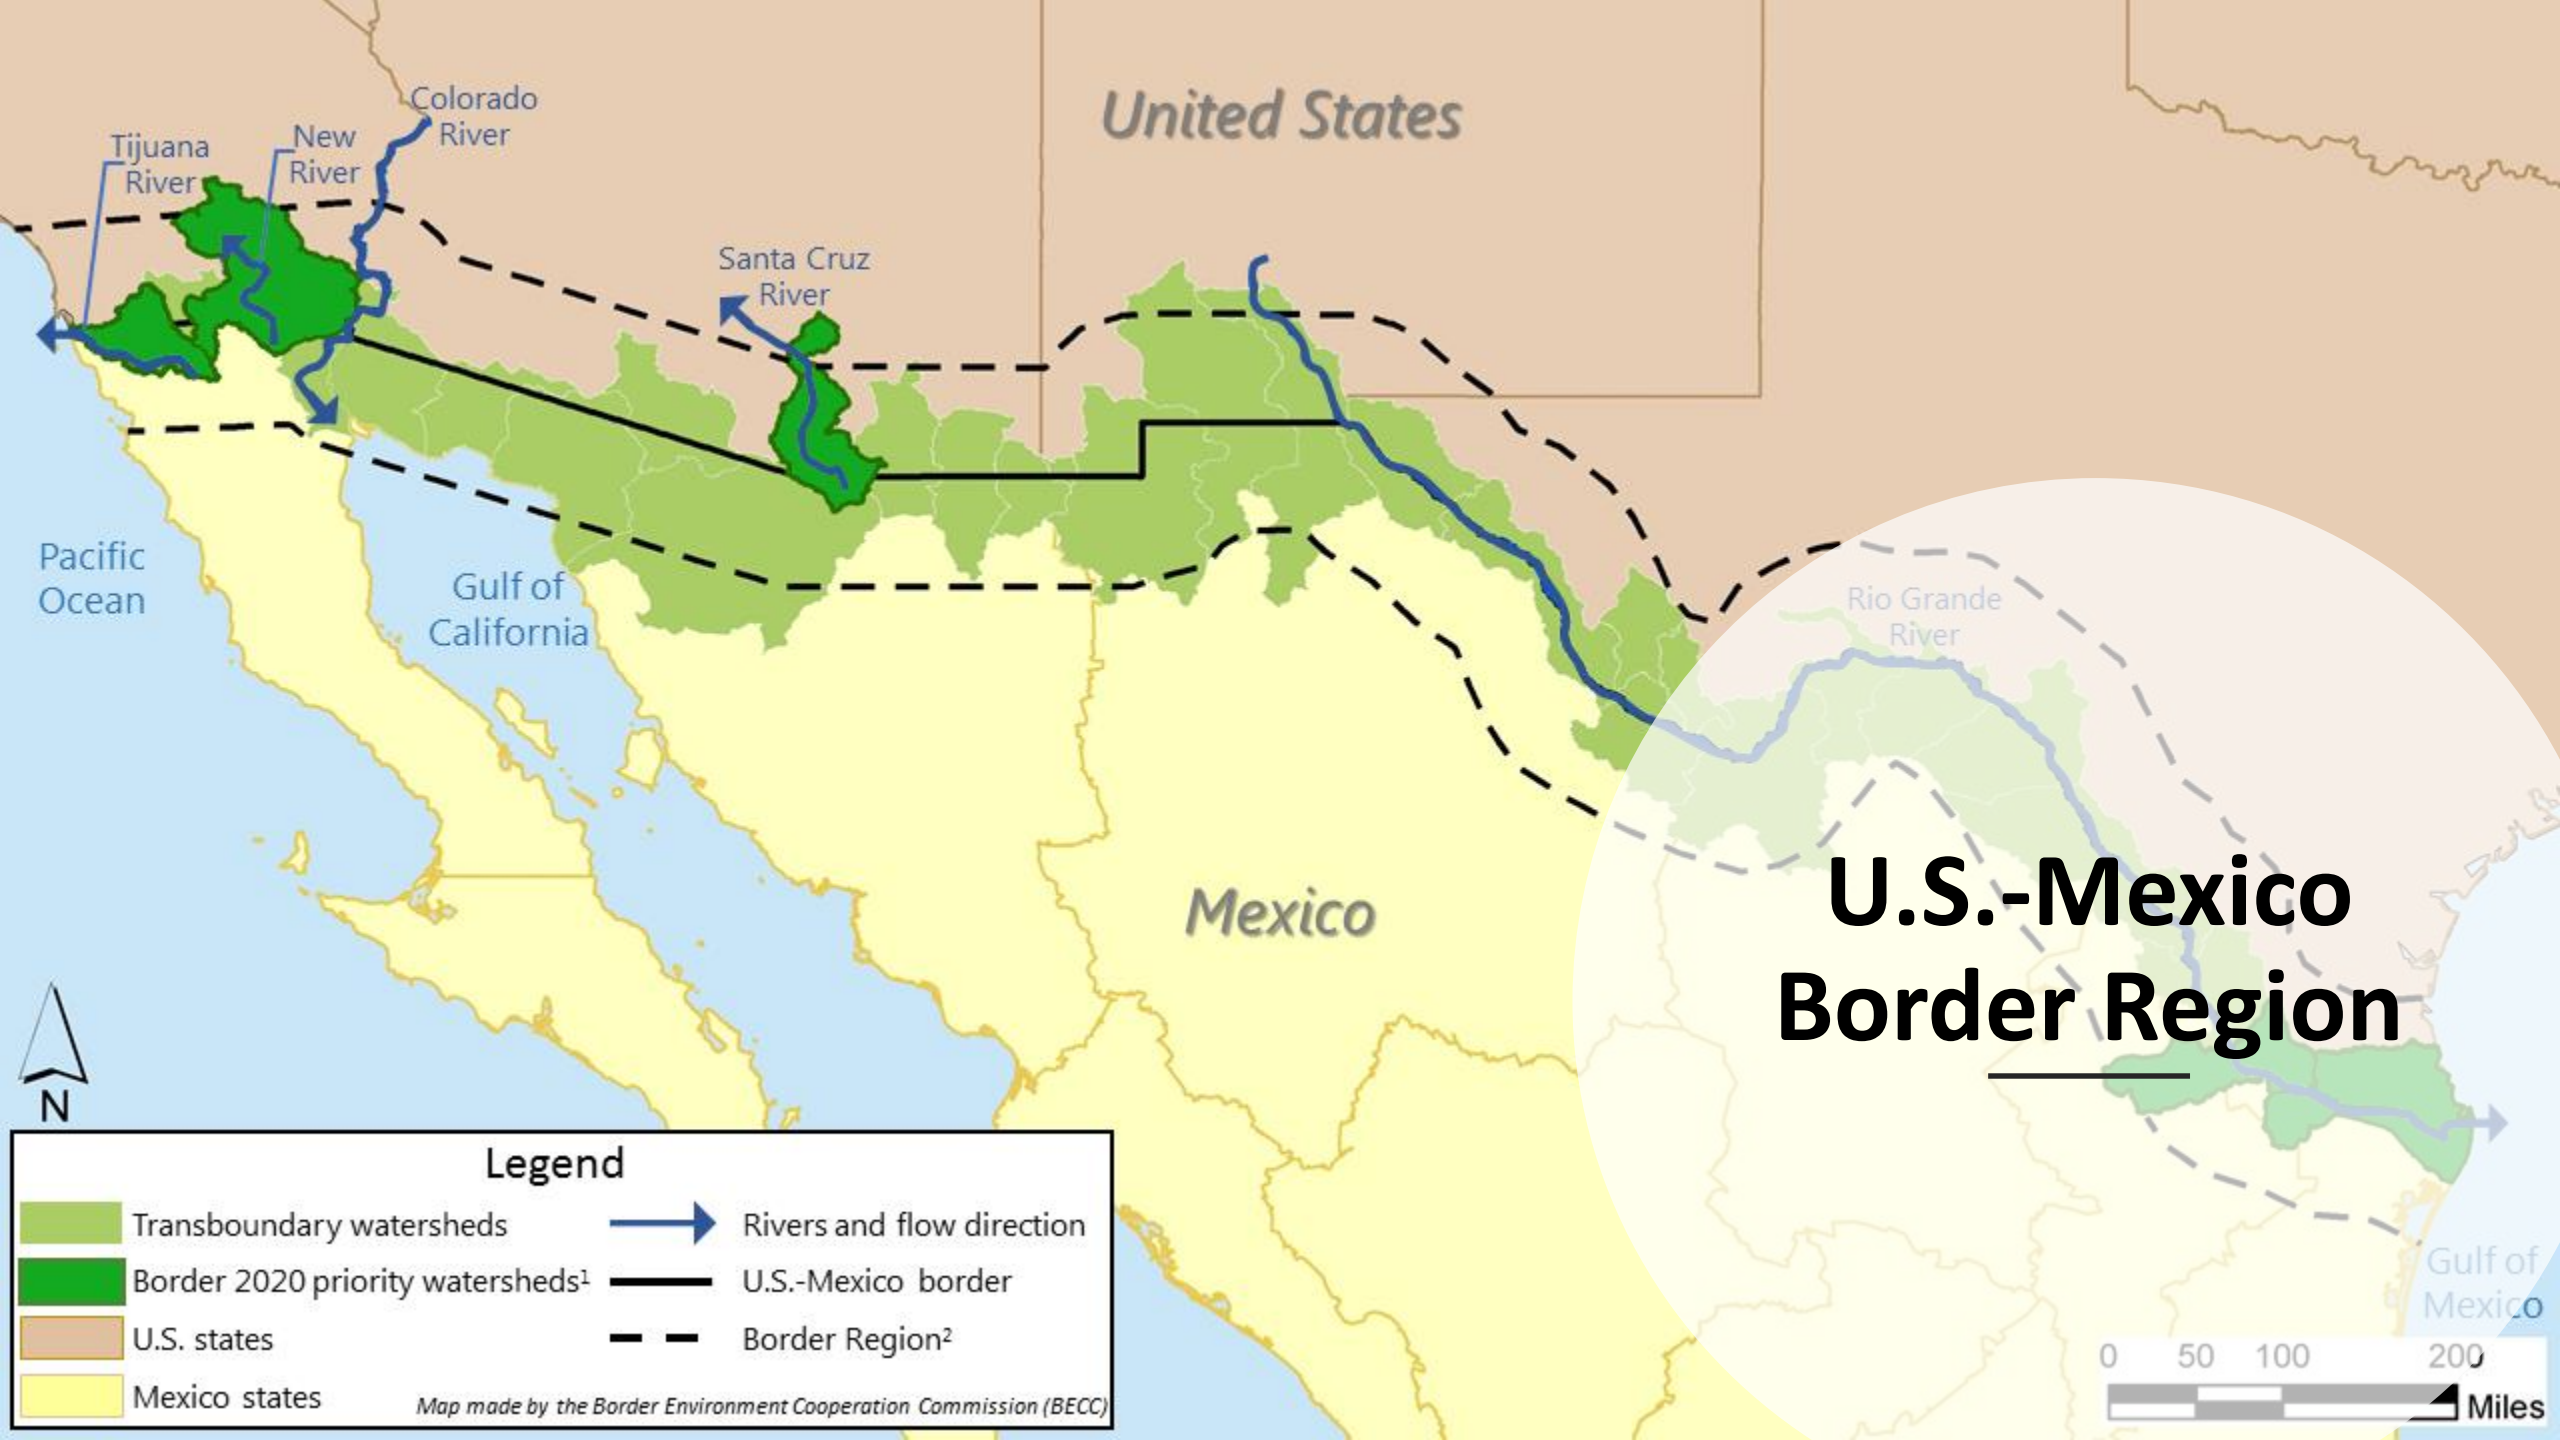 Colorado
River
United States
New
River
Tijuana
River
Santa Cruz
River
Pacific
Ocean
Gulf of
California
Rio Grande
River
Mexico
U.S.-Mexico
Border Region
N
Legend
Transboundary watersheds
Rivers and flow direction
Border 2020 priority watersheds¹
U.S.-Mexico border
U.S. states
Border Region²
Mexico states
Map made by the Border Environment Cooperation Commission (BECC)
Gulf of
Mexico
0 50 100 200
Miles